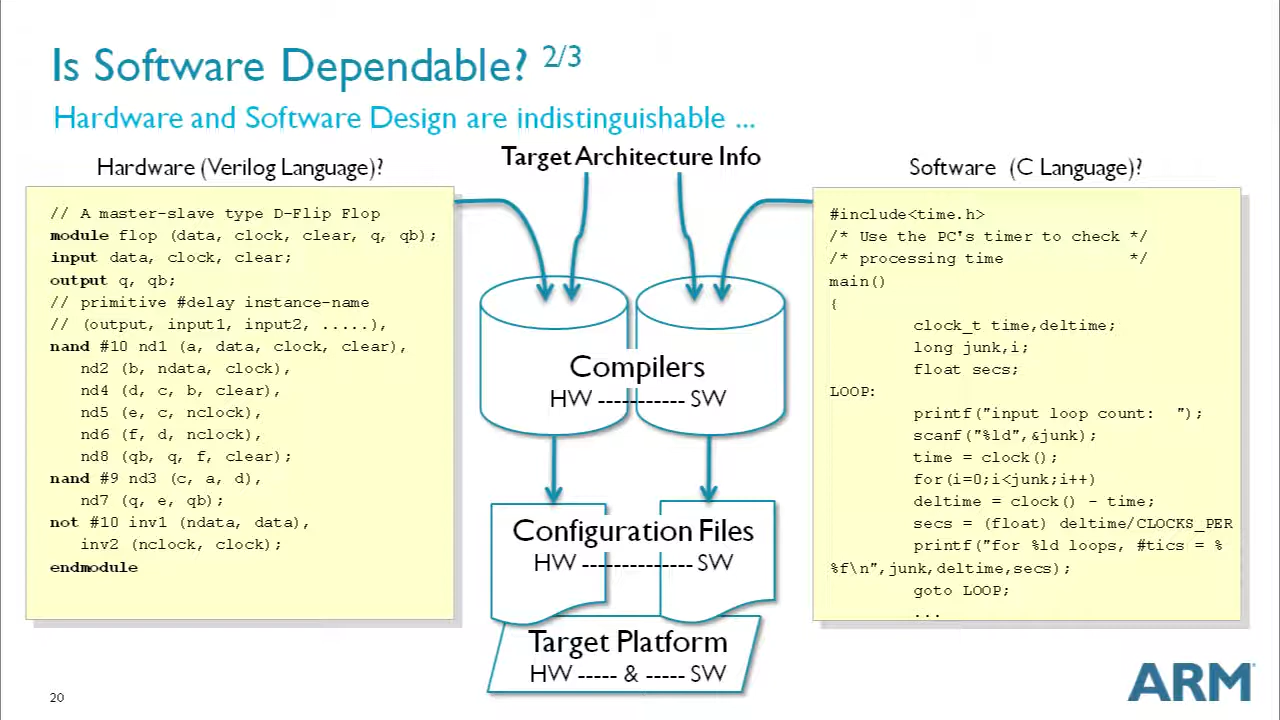 Is Software Dependable? 2/3
Hardware and Software Design are indistinguishable ...
Hardware (Verilog Language)?
// A master-slave type D-Flip Flop
module flop (data, clock, clear, q, qb);
input data, clock, clear;
output q, qb;
// primitive #delay instance-name
// (output, input1, input2, .....),
nand #10 nd1 (a, data, clock, clear),
nd2 (b, ndata, clock),
nd4 (d, c, b, clear),
nd5 (e, c, nclock),
nd6 (f, d, nclock),
nd8 (qb, q, f, clear);
nand #9 nd3 (c, a, d),
nd7 (q, e, qb);
not #10 inv1 (ndata, data),
inv2 (nclock, clock);
endmodule
Target Architecture Info
Compilers
HW ----------- SW
Configuration Files
HW -------------- SW
Target Platform
HW ----- & ----- SW
Software (C Language)?
#include<time.h>
/* Use the PC's timer to check */
/* processing time */
main()
{
clock_t time,deltime;
long junk,i;
float secs;
LOOP:
printf("input loop count: ");
scanf("%ld",&junk);
time = clock();
for(i=0;i<junk;i++)
deltime = clock() - time;
secs = (float) deltime/CLOCKS_PER
printf("for %ld loops, #tics = %
%f\n",junk,deltime,secs);
goto LOOP;
...
20
ARM